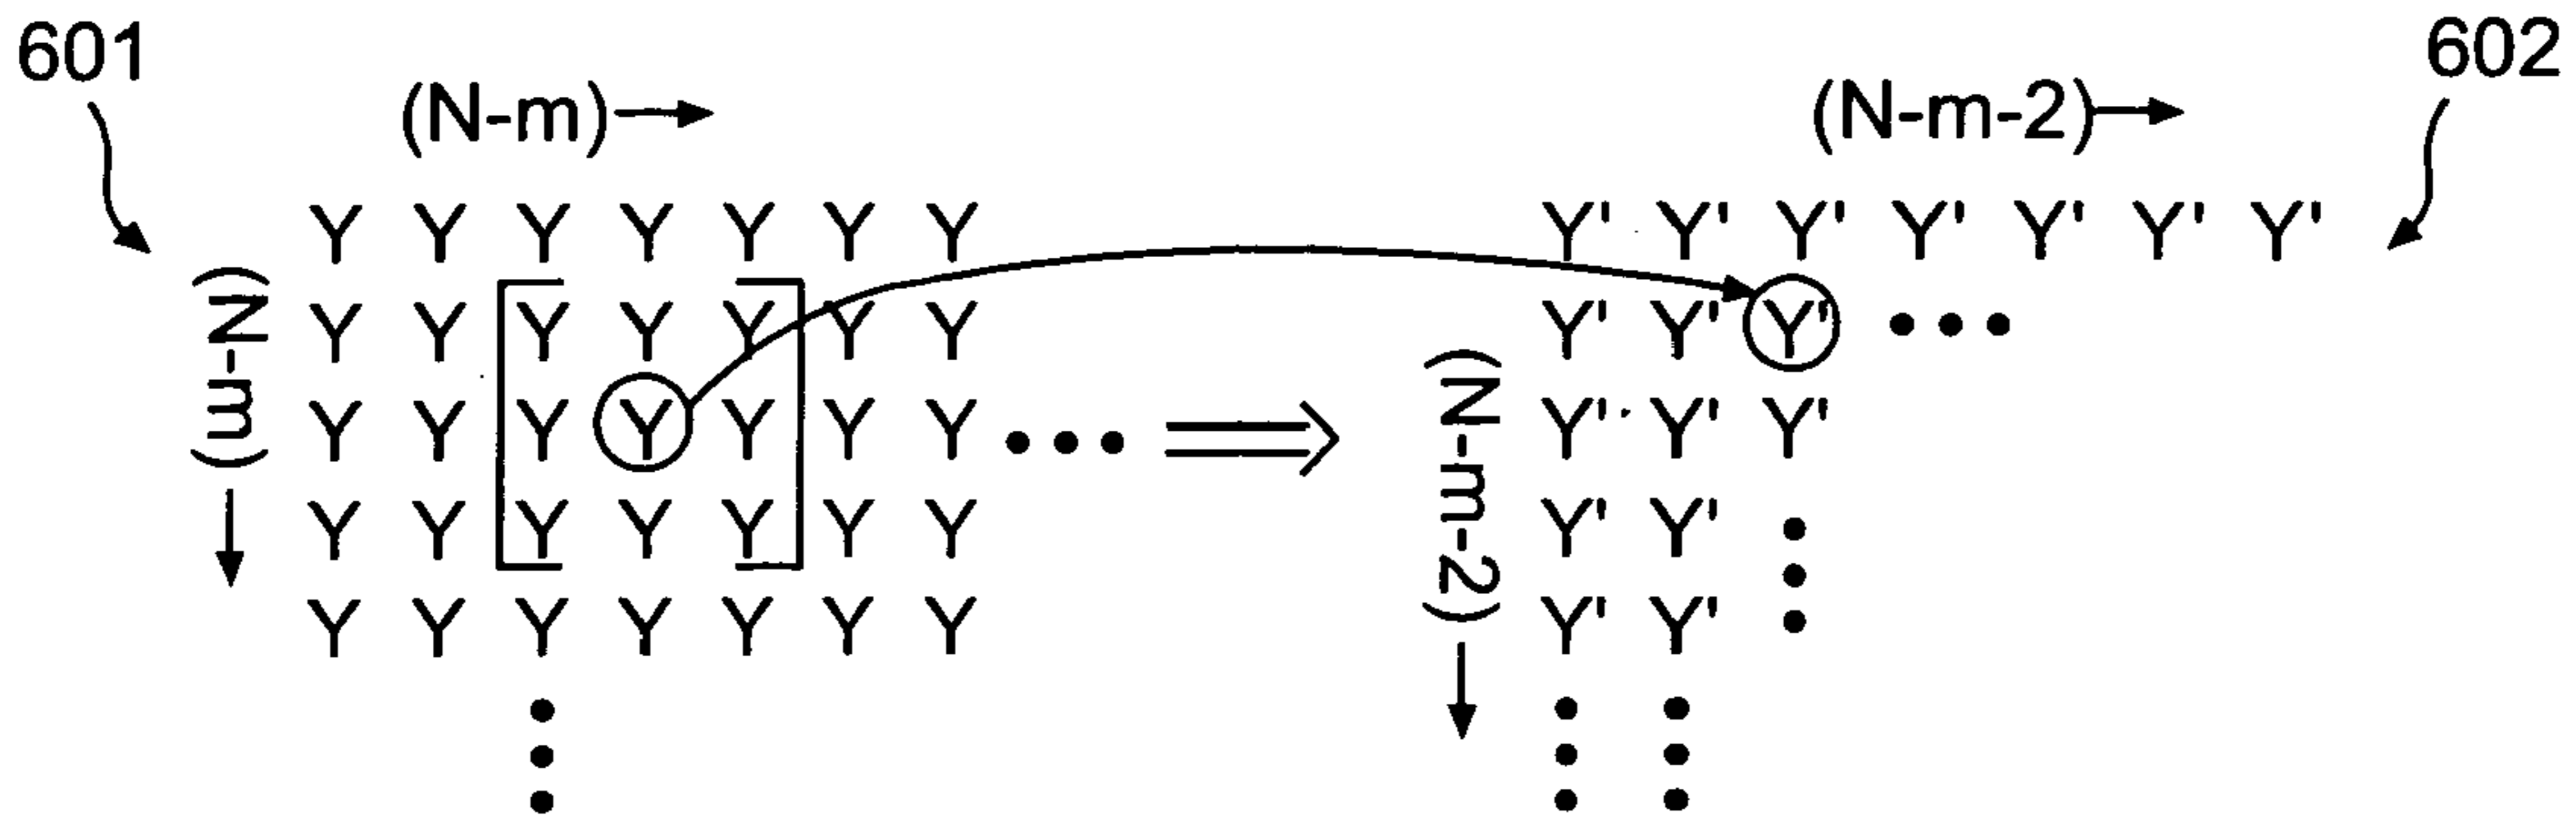 601 602
(N-m) (N-m-2)
Y Y Y Y Y Y Y Y' Y' Y' Y' Y' Y' Y'
(N-m) Y Y Y Y Y Y Y Y' Y' Y' • • •
Y Y Y Y Y Y Y • • • (N-m-2) Y' Y' Y'
Y Y Y Y Y Y Y Y' Y'
Y Y Y Y Y Y Y Y' Y'